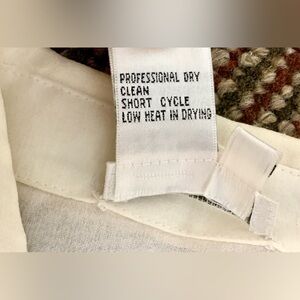 PROFESSIONAL DRY
CLEAN
SHORT CYCLE
LOW HEAT IN DRYING